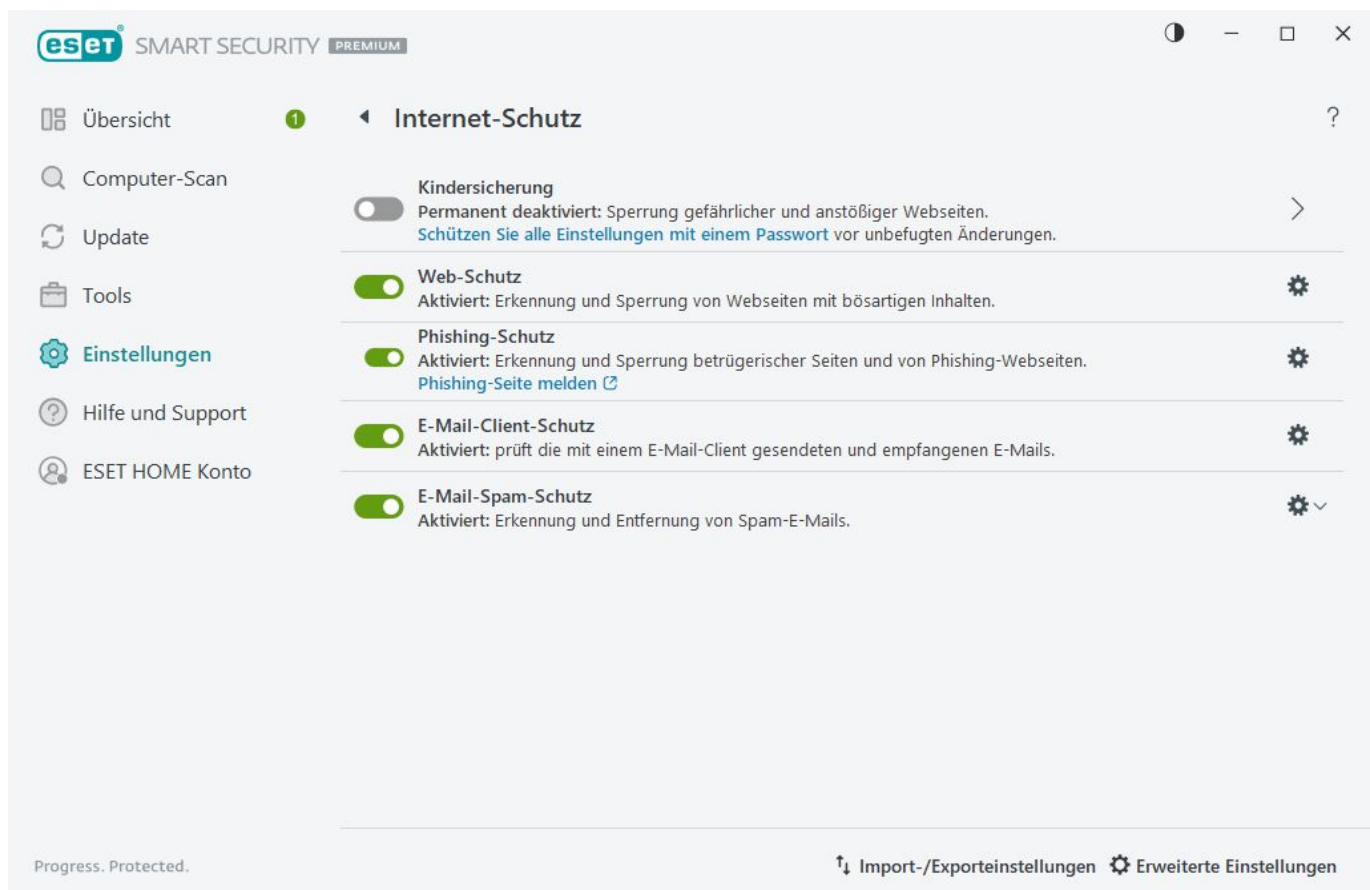 eseT® SMART SECURITY PREMIUM
Übersicht 1
Computer-Scan
Update
Tools
Einstellungen
Hilfe und Support
ESET HOME Konto
Internet-Schutz ?
Kindersicherung
Permanent deaktiviert: Sperrung gefährlicher und anstößiger Webseiten.
Schützen Sie alle Einstellungen mit einem Passwort vor unbefugten Änderungen.
Web-Schutz
Aktiviert: Erkennung und Sperrung von Webseiten mit bösartigen Inhalten.
Phishing-Schutz
Aktiviert: Erkennung und Sperrung betrügerischer Seiten und von Phishing-Webseiten.
Phishing-Seite melden
E-Mail-Client-Schutz
Aktiviert: prüft die mit einem E-Mail-Client gesendeten und empfangenen E-Mails.
E-Mail-Spam-Schutz
Aktiviert: Erkennung und Entfernung von Spam-E-Mails.
Progress. Protected.
Import-/Exporteinstellungen Erweiterte Einstellungen